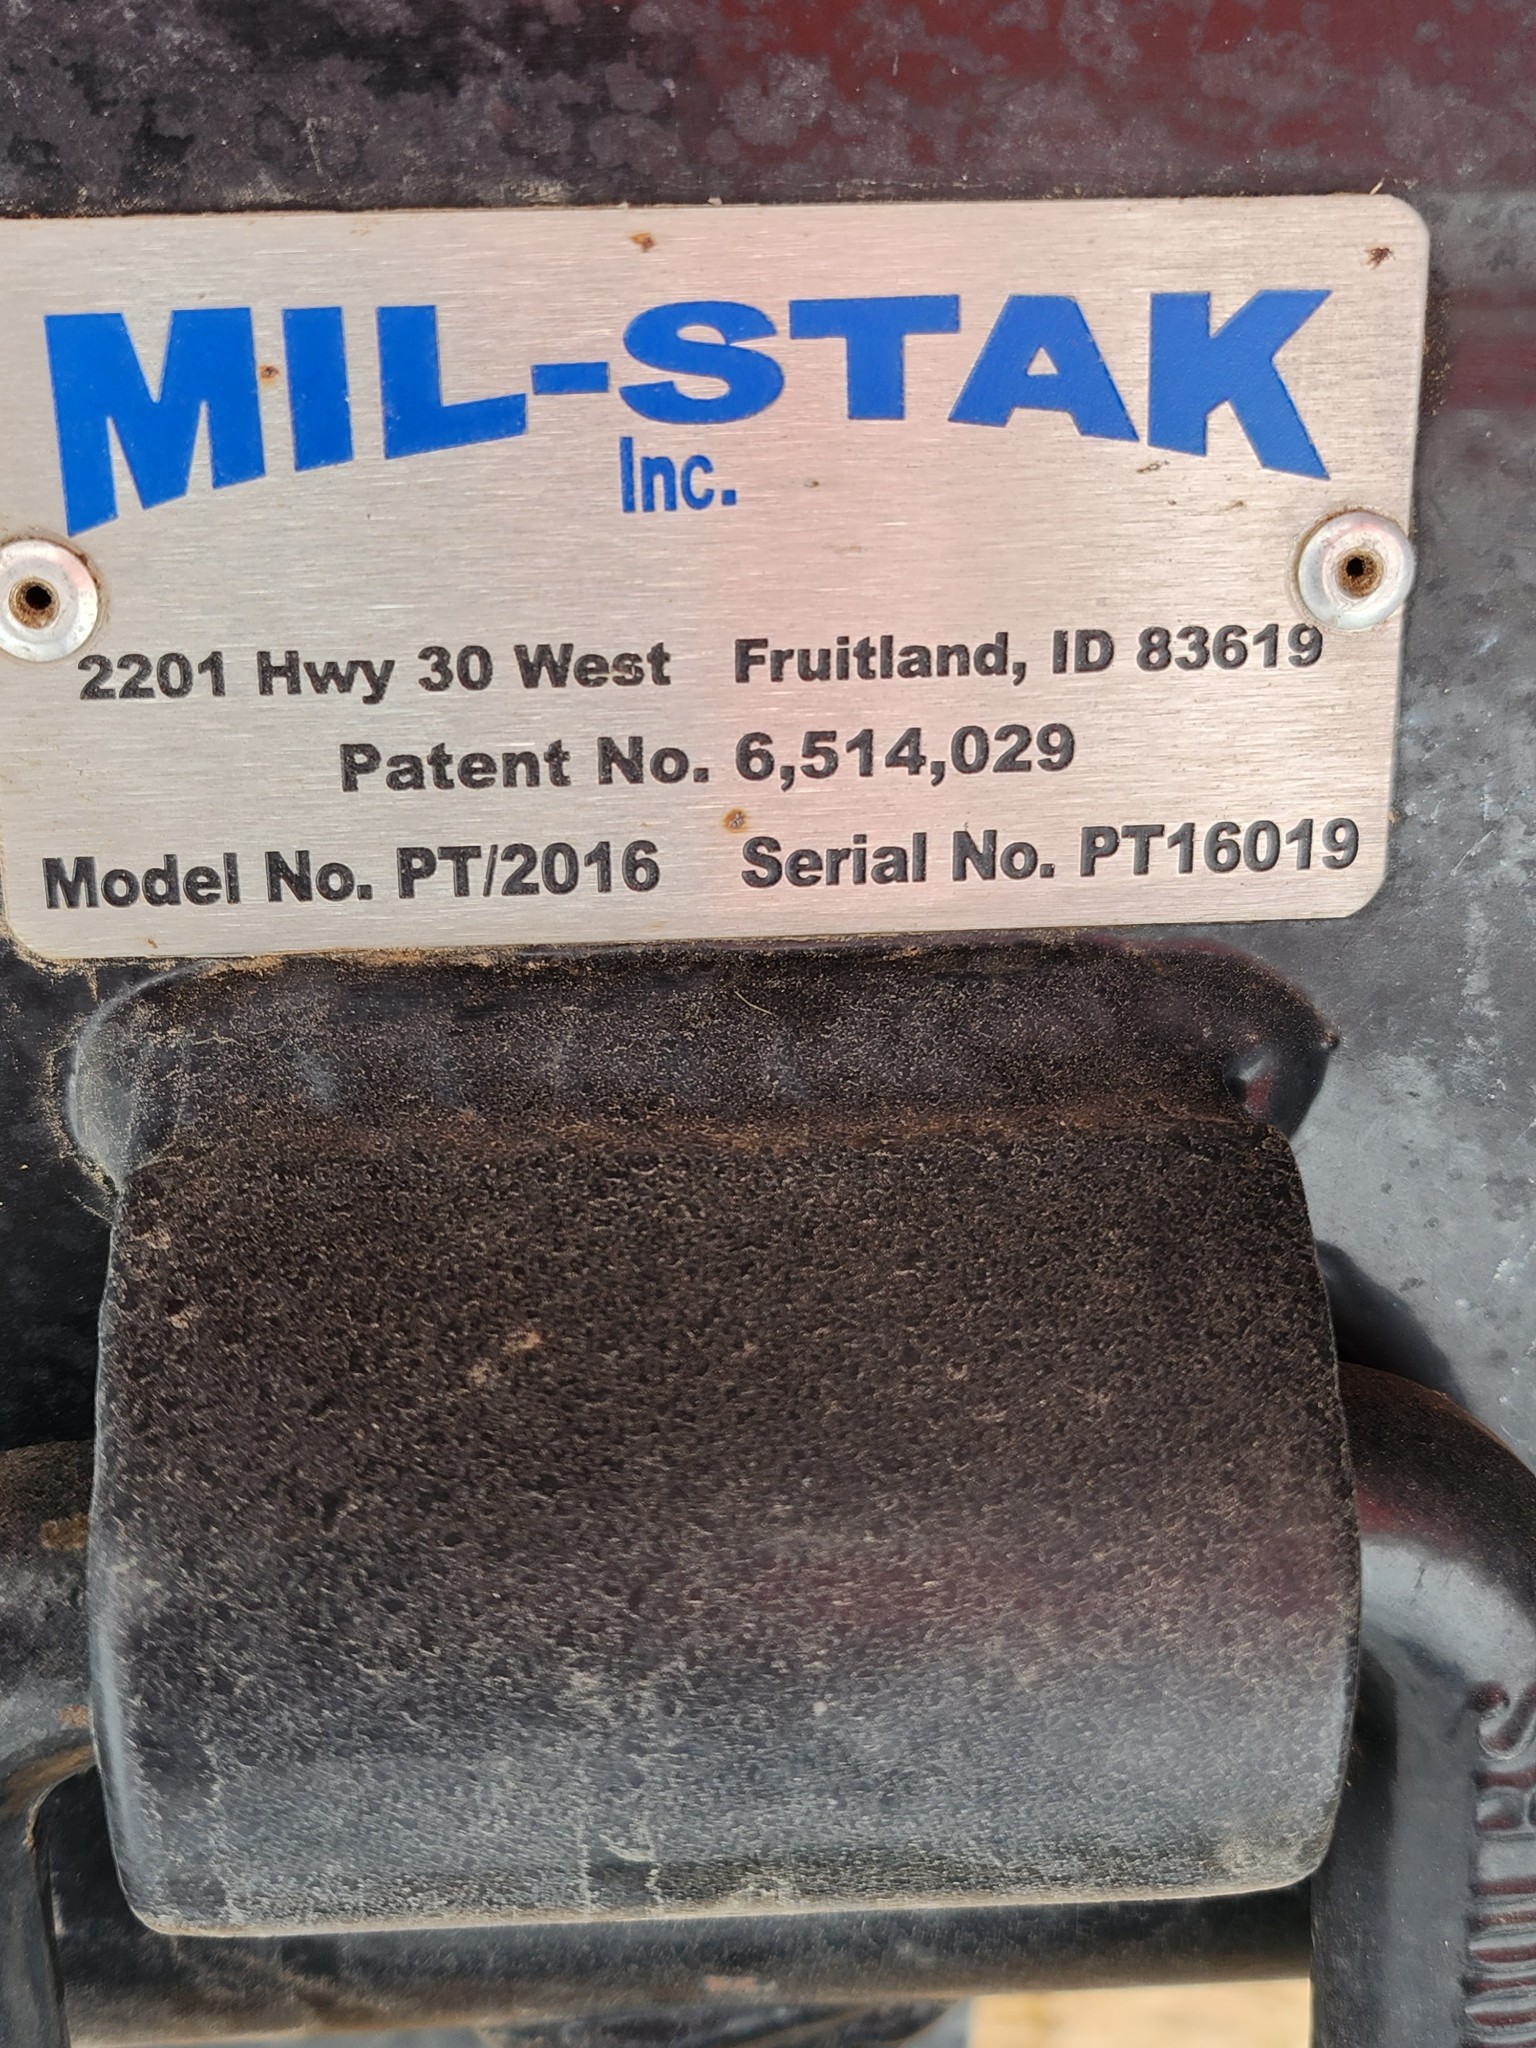 MIL-STAK
Inc.
2201 Hwy 30 West Fruitland, ID 83619
Patent No. 6,514,029
Model No. PT/2016 Serial No. PT16019